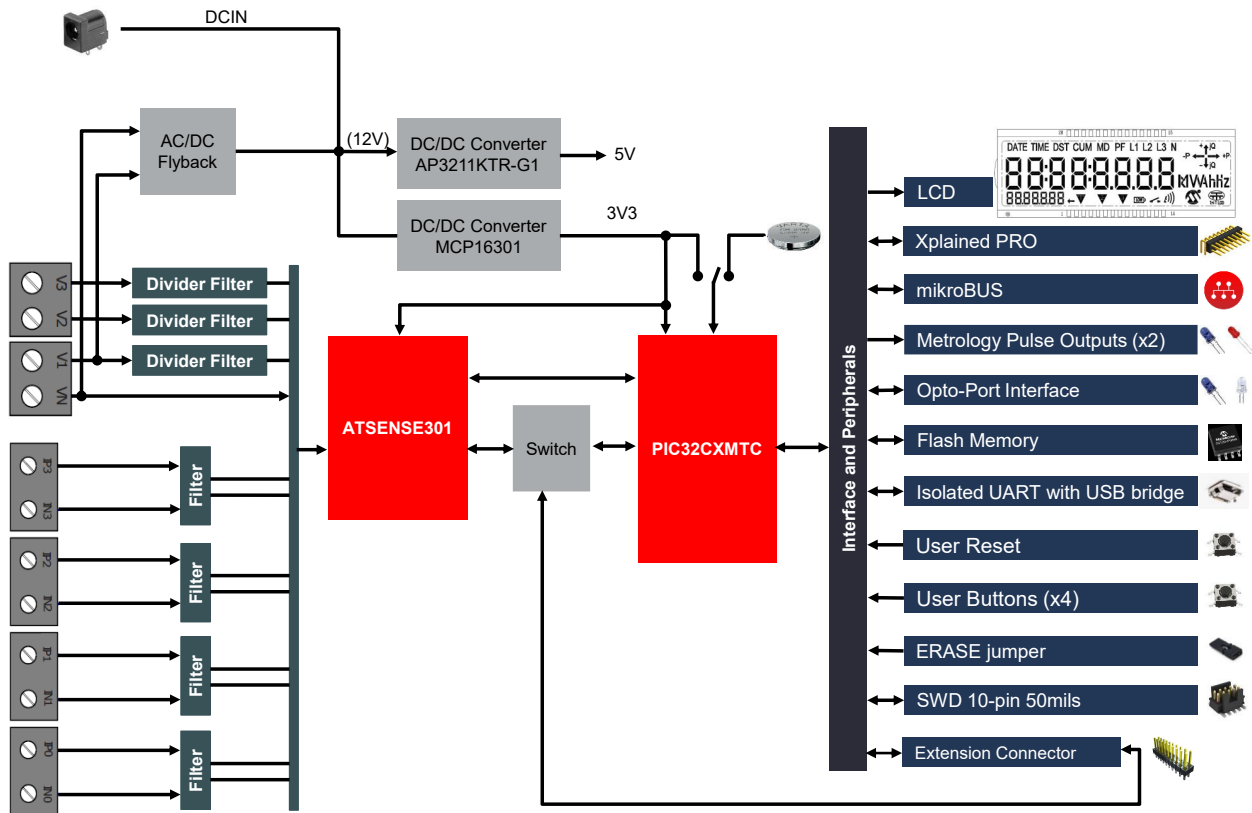 DCIN
AC/DC
Flyback
(12V)
DC/DC Converter
AP3211KTR-G1
5V
DC/DC Converter
MCP16301
3V3
V3
V2
V1
VN
Divider Filter
Divider Filter
Divider Filter
IP3
IN3
Filter
IP2
IN2
Filter
IP1
IN1
Filter
IP0
IN0
Filter
ATSENSE301
Switch
PIC32CXMTC
Interface and Peripherals
DATE TIME DST CUM MD PF L1 L2 L3 N
+jQ
-P +P
-jQ
LCD
Xplained PRO
mikroBUS
Metrology Pulse Outputs (x2)
Opto-Port Interface
Flash Memory
Isolated UART with USB bridge
User Reset
User Buttons (x4)
ERASE jumper
SWD 10-pin 50mils
Extension Connector